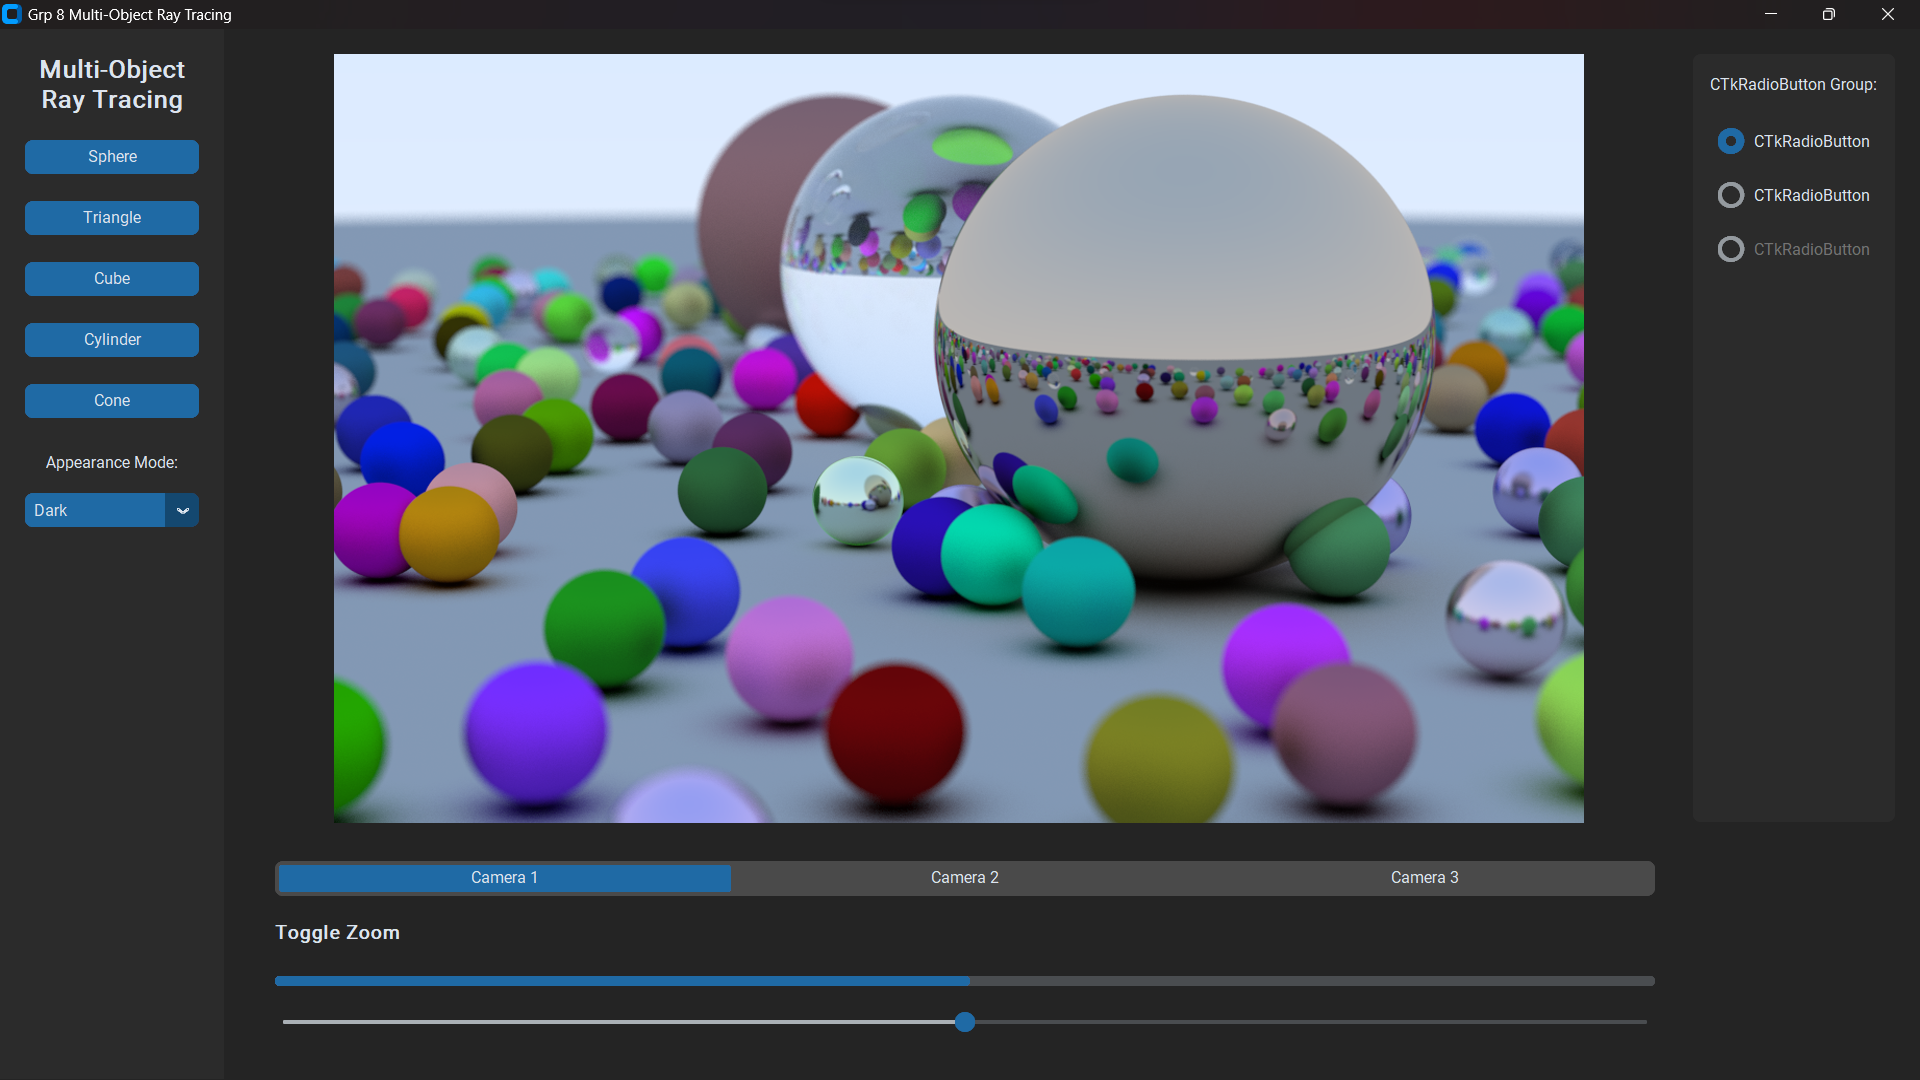 Grp 8 Multi-Object Ray Tracing
Multi-Object
Ray Tracing
Sphere
Triangle
Cube
Cylinder
Cone
Appearance Mode:
Dark
CTkRadioButton Group:
CTkRadioButton
CTkRadioButton
CTkRadioButton
Camera 1
Camera 2
Camera 3
Toggle Zoom